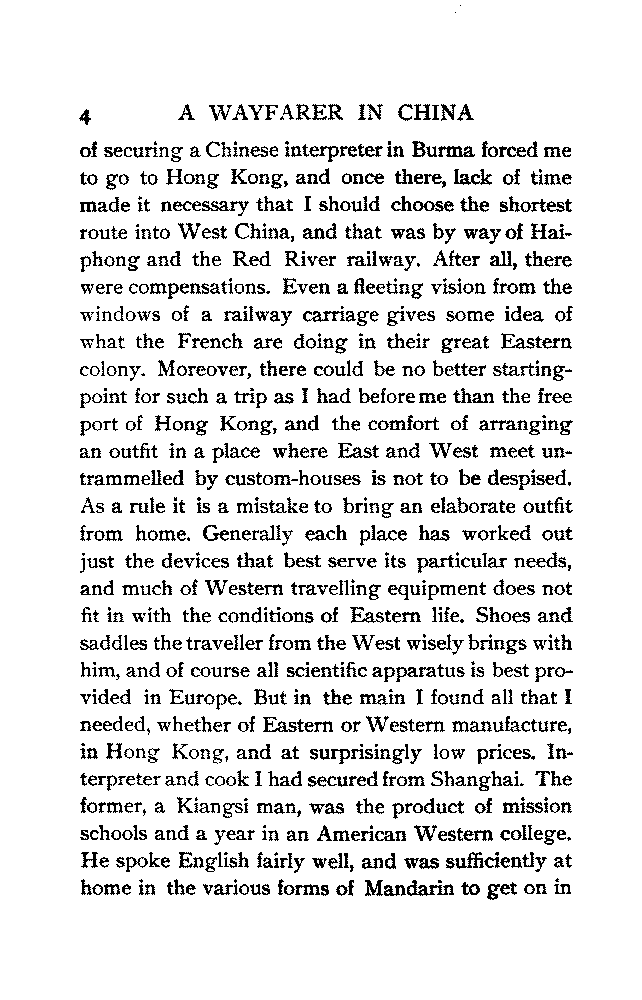 4 A WAYFARER IN CHINA
of securing a Chinese interpreter in Burma forced me
to go to Hong Kong, and once there, lack of time
made it necessary that I should choose the shortest
route into West China, and that was by way of Hai-
phong and the Red River railway. After all, there
were compensations. Even a fleeting vision from the
windows of a railway carriage gives some idea of
what the French are doing in their great Eastern
colony. Moreover, there could be no better starting-
point for such a trip as I had before me than the free
port of Hong Kong, and the comfort of arranging
an outfit in a place where East and West meet un-
trammelled by custom-houses is not to be despised.
As a rule it is a mistake to bring an elaborate outfit
from home. Generally each place has worked out
just the devices that best serve its particular needs,
and much of Western travelling equipment does not
fit in with the conditions of Eastern life. Shoes and
saddles the traveller from the West wisely brings with
him, and of course all scientific apparatus is best pro-
vided in Europe. But in the main I found all that I
needed, whether of Eastern or Western manufacture,
in Hong Kong, and at surprisingly low prices. In-
terpreter and cook I had secured from Shanghai. The
former, a Kiangsi man, was the product of mission
schools and a year in an American Western college.
He spoke English fairly well, and was sufficiently at
home in the various forms of Mandarin to get on in